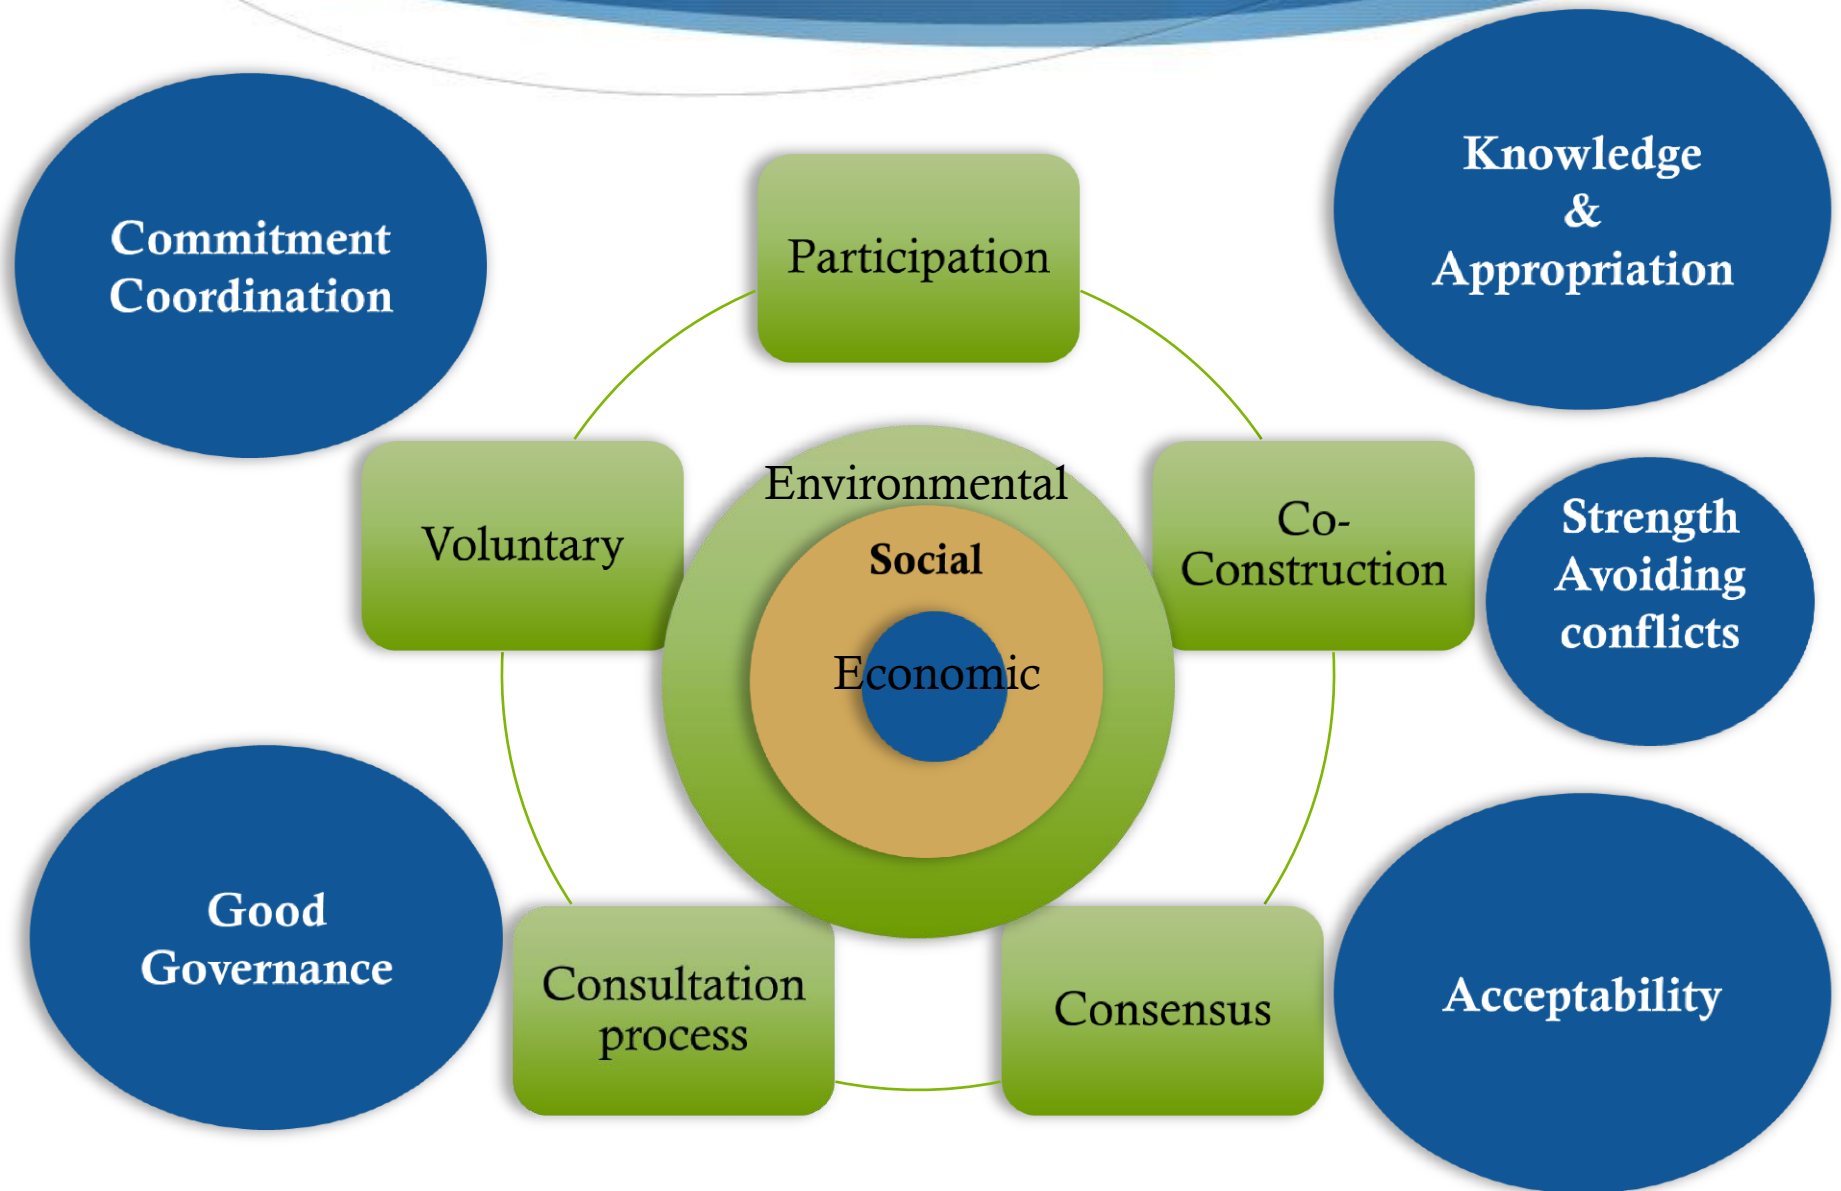 Commitment
Coordination
Knowledge
&
Appropriation
Participation
Voluntary
Environmental
Social
Economic
Co-
Construction
Strength
Avoiding
conflicts
Good
Governance
Consultation
process
Consensus
Acceptability